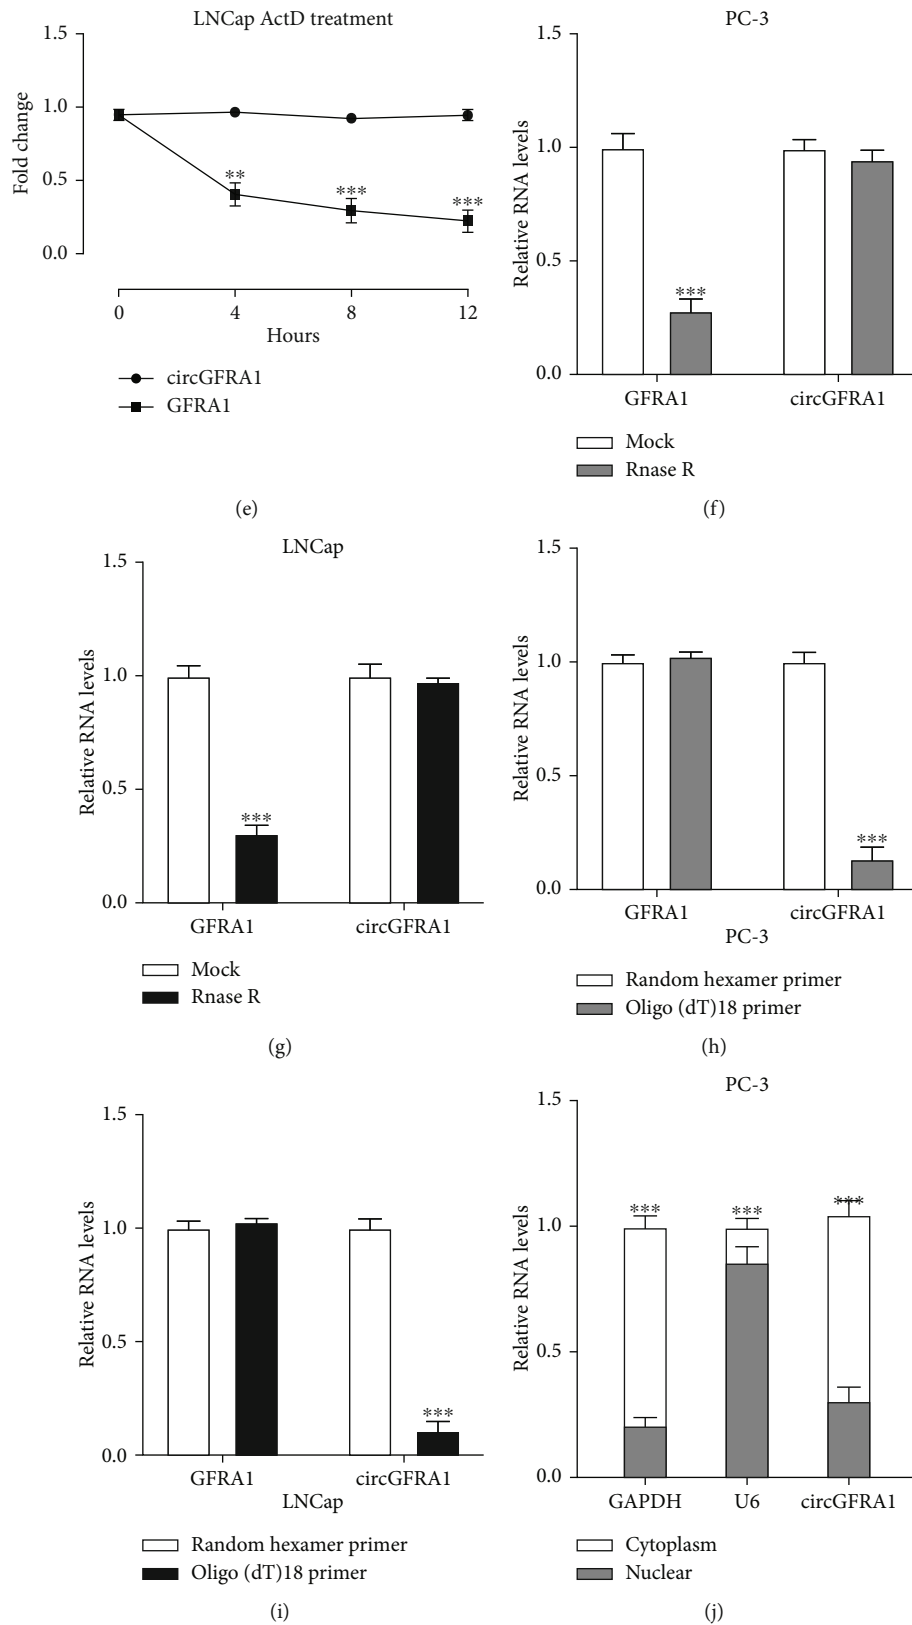 LNCap ActD treatment
1.5
1.0
0.5
0.0
Fold change
**
***
***
0 4 8 12
Hours
circGFRA1
GFRA1
(e)
PC-3
1.5
1.0
0.5
0.0
Relative RNA levels
***
GFRA1 circGFRA1
Mock
Rnase R
(f)
LNCap
1.5
1.0
0.5
0.0
Relative RNA levels
***
GFRA1 circGFRA1
Mock
Rnase R
(g)
1.5
1.0
0.5
0.0
Relative RNA levels
***
GFRA1 circGFRA1
PC-3
Random hexamer primer
Oligo (dT)18 primer
(h)
1.5
1.0
0.5
0.0
Relative RNA levels
***
GFRA1 circGFRA1
LNCap
Random hexamer primer
Oligo (dT)18 primer
(i)
PC-3
1.5
1.0
0.5
0.0
Relative RNA levels
*** *** ***
GAPDH U6 circGFRA1
Cytoplasm
Nuclear
(j)